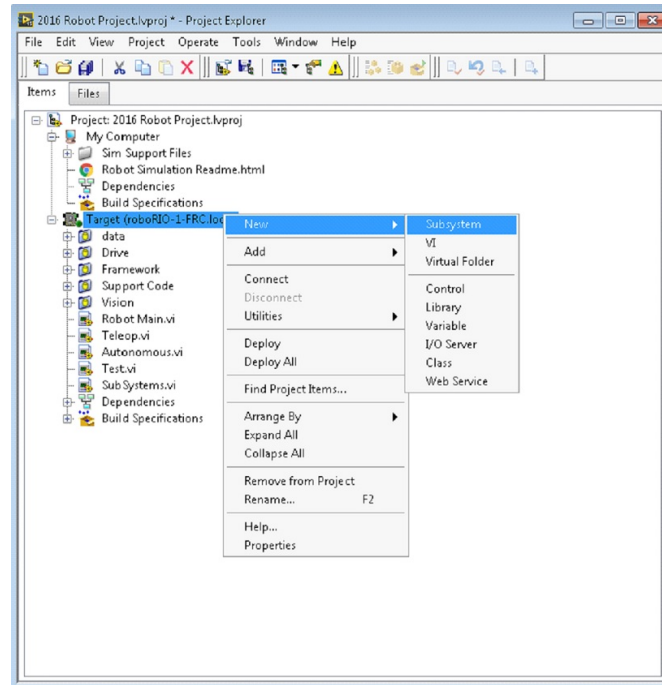 2016 Robot Project.lvproj * - Project Explorer
File Edit View Project Operate Tools Window Help
Items Files
Project: 2016 Robot Project.lvproj
My Computer
Sim Support Files
Robot Simulation Readme.html
Dependencies
Build Specifications
Target (roboRIO-1-FRC.loc
data
Drive
Framework
Support Code
Vision
Robot Main.vi
Teleop.vi
Autonomous.vi
Test.vi
SubSystems.vi
Dependencies
Build Specifications
New
Add
Connect
Disconnect
Utilities
Deploy
Deploy All
Find Project Items...
Arrange By
Expand All
Collapse All
Remove from Project
Rename... F2
Help...
Properties
Subsystem
VI
Virtual Folder
Control
Library
Variable
I/O Server
Class
Web Service